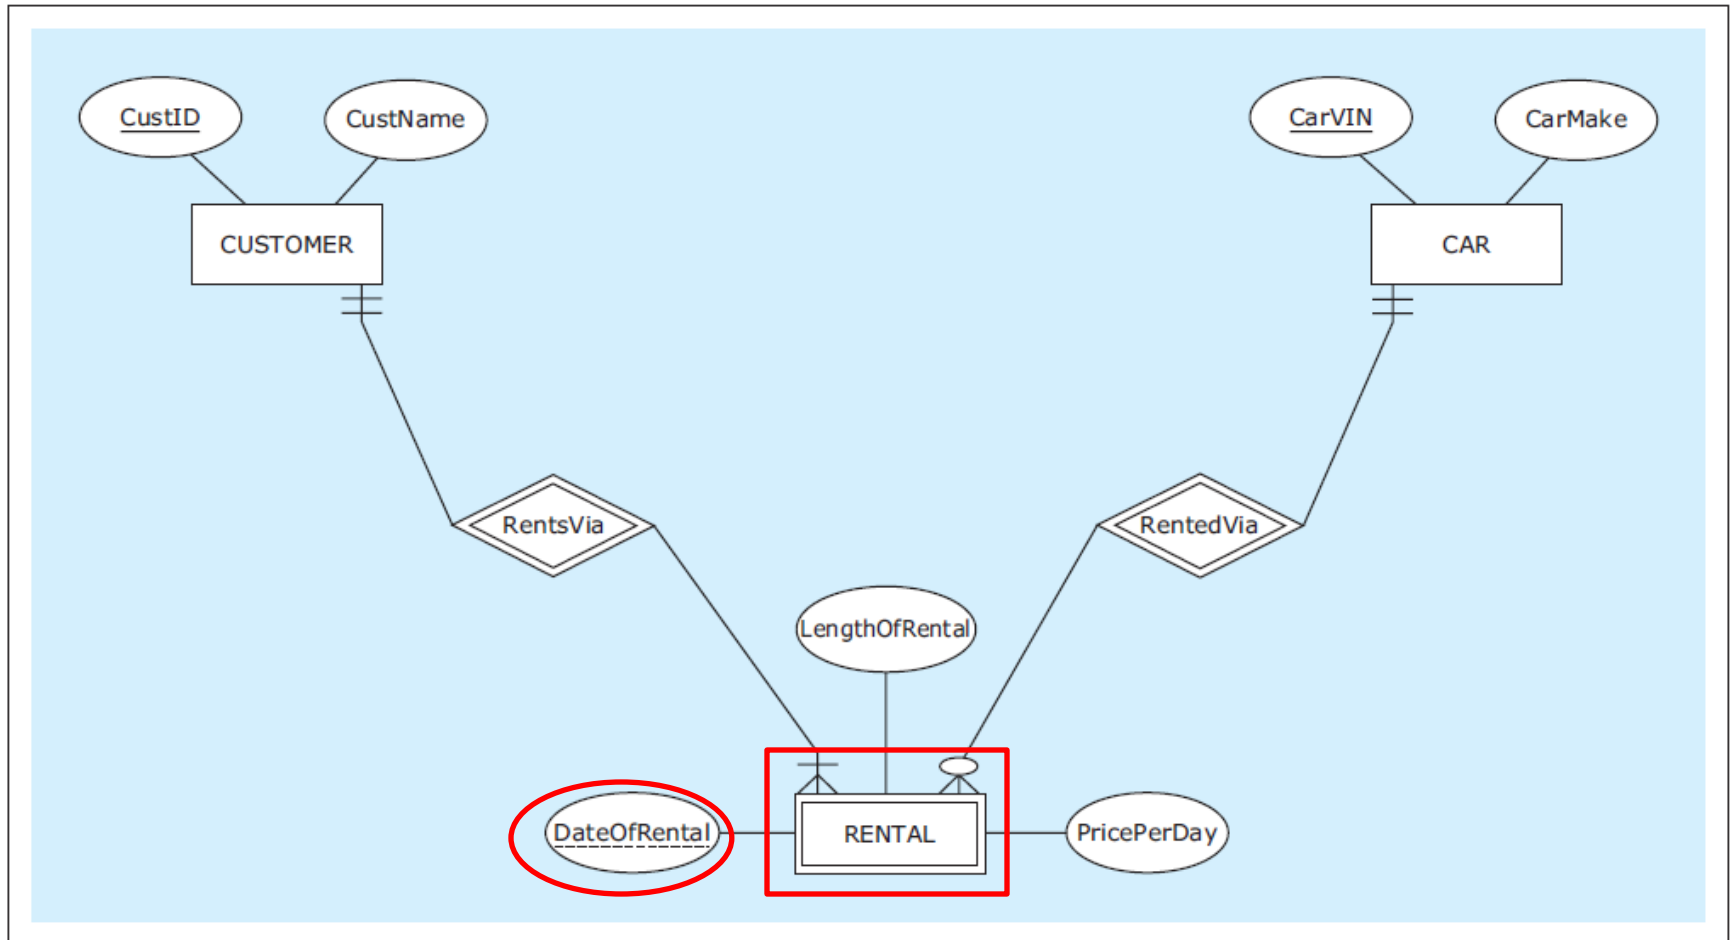 CustID
CustName
CarVIN
CarMake
CUSTOMER
CAR
RentsVia
RentedVia
LengthOfRental
DateOfRental
RENTAL
PricePerDay